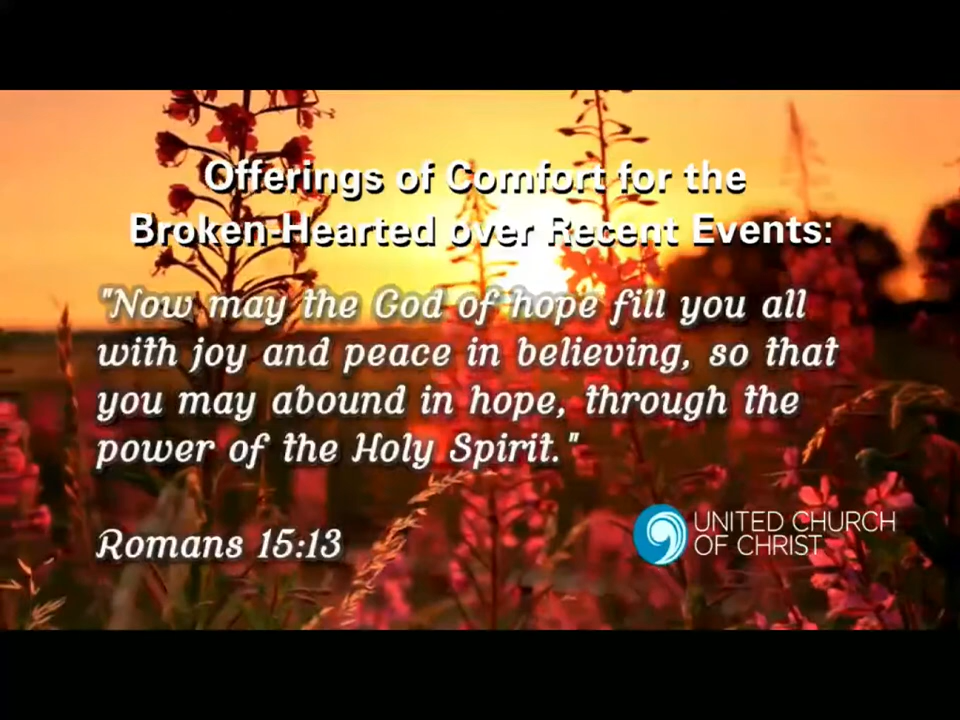 Offerings of Comfort for the
Broken-Hearted over Recent Events:
"Now may the God of hope fill you all
with joy and peace in believing, so that
you may abound in hope, through the
power of the Holy Spirit."
Romans 15:13
UNITED CHURCH
OF CHRIST